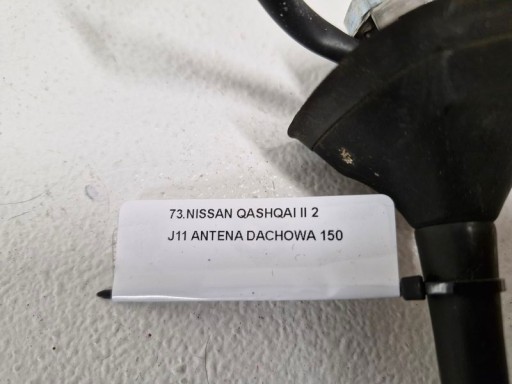 73.NISSAN QASHQAI II 2
J11 ANTENA DACHOWA 150